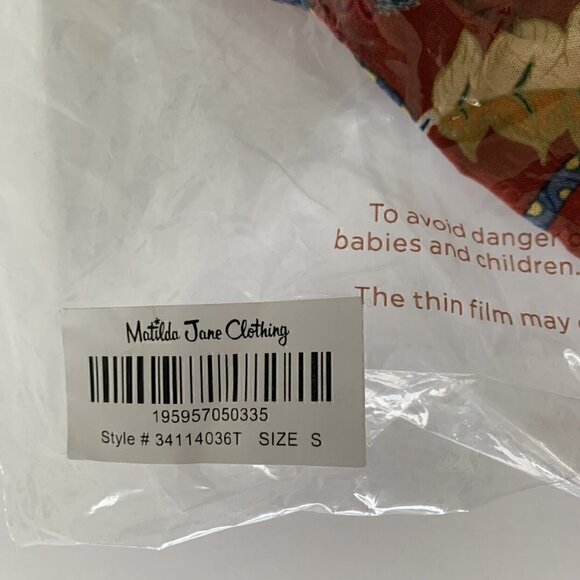 To avoid danger
babies and children.
The thin film may
Matilda Jane Clothing
195957050335
Style # 34114036T SIZE S